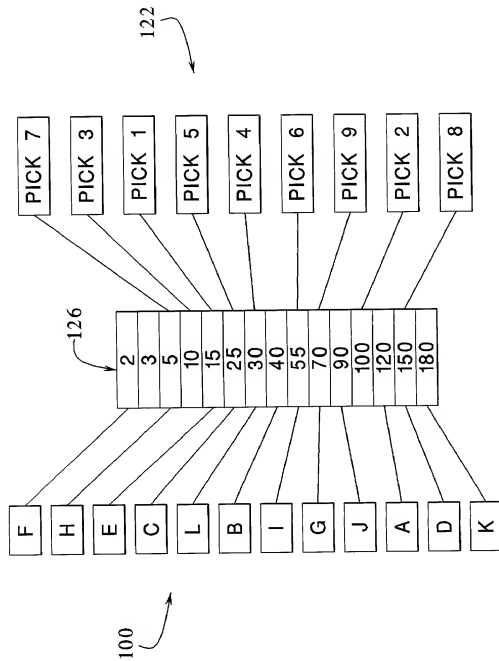 122
PICK 7
PICK 3
PICK 1
PICK 5
PICK 4
PICK 6
PICK 9
PICK 2
PICK 8
126
2
3
5
10
15
25
30
40
55
70
90
100
120
150
180
F
H
E
C
L
B
I
G
J
A
D
K
100